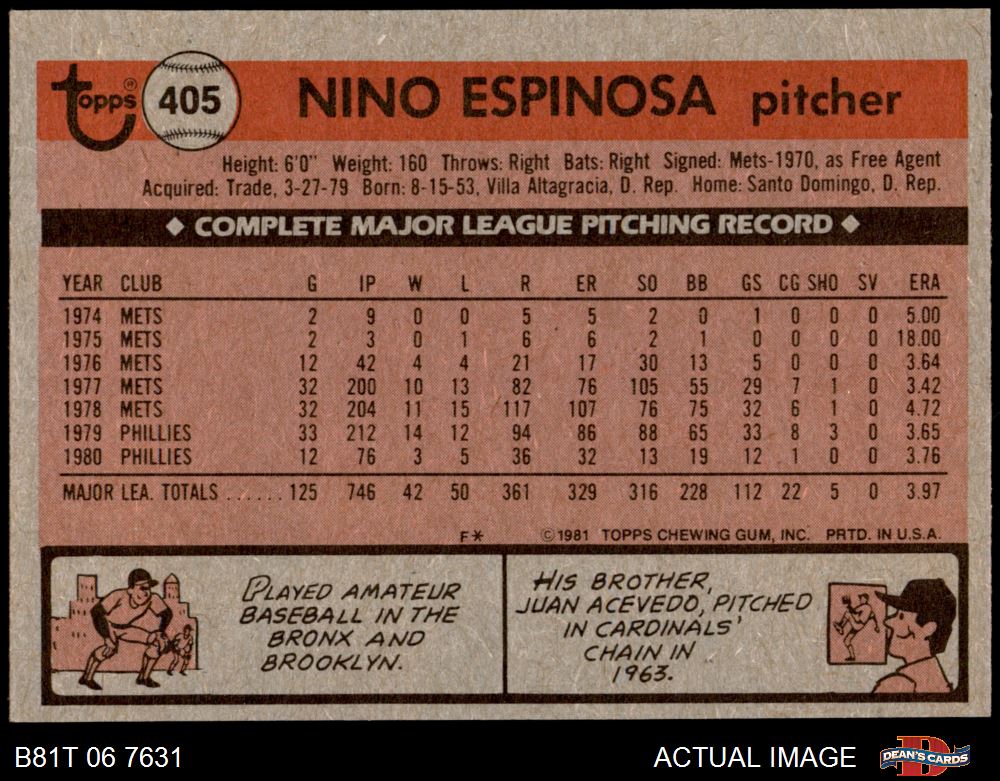 Topps® 405 NINO ESPINOSA pitcher
Height: 6'0" Weight: 160 Throws: Right Bats: Right Signed: Mets-1970, as Free Agent
Acquired: Trade, 3-27-79 Born: 8-15-53, Villa Altagracia, D. Rep. Home: Santo Domingo, D. Rep.
◆ COMPLETE MAJOR LEAGUE PITCHING RECORD ◆
YEAR CLUB G IP W L R ER SO BB GS CG SHO SV ERA
1974 METS 2 9 0 0 5 5 2 0 1 0 0 0 5.00
1975 METS 2 3 0 1 6 6 2 1 0 0 0 0 18.00
1976 METS 12 42 4 4 21 17 30 13 5 0 0 0 3.64
1977 METS 32 200 10 13 82 76 105 55 29 7 1 0 3.42
1978 METS 32 204 11 15 117 107 76 75 32 6 1 0 4.72
1979 PHILLIES 33 212 14 12 94 86 88 65 33 8 3 0 3.65
1980 PHILLIES 12 76 3 5 36 32 13 19 12 1 0 0 3.76
MAJOR LEA. TOTALS ...... 125 746 42 50 361 329 316 228 112 22 5 0 3.97
F* ©1981 TOPPS CHEWING GUM, INC. PRTD. IN U.S.A.
PLAYED AMATEUR
BASEBALL IN THE
BRONX AND
BROOKLYN.
HIS BROTHER,
JUAN ACEVEDO, PITCHED
IN CARDINALS'
CHAIN IN
1963.
B81T 06 7631 ACTUAL IMAGE DEAN'S CARDS